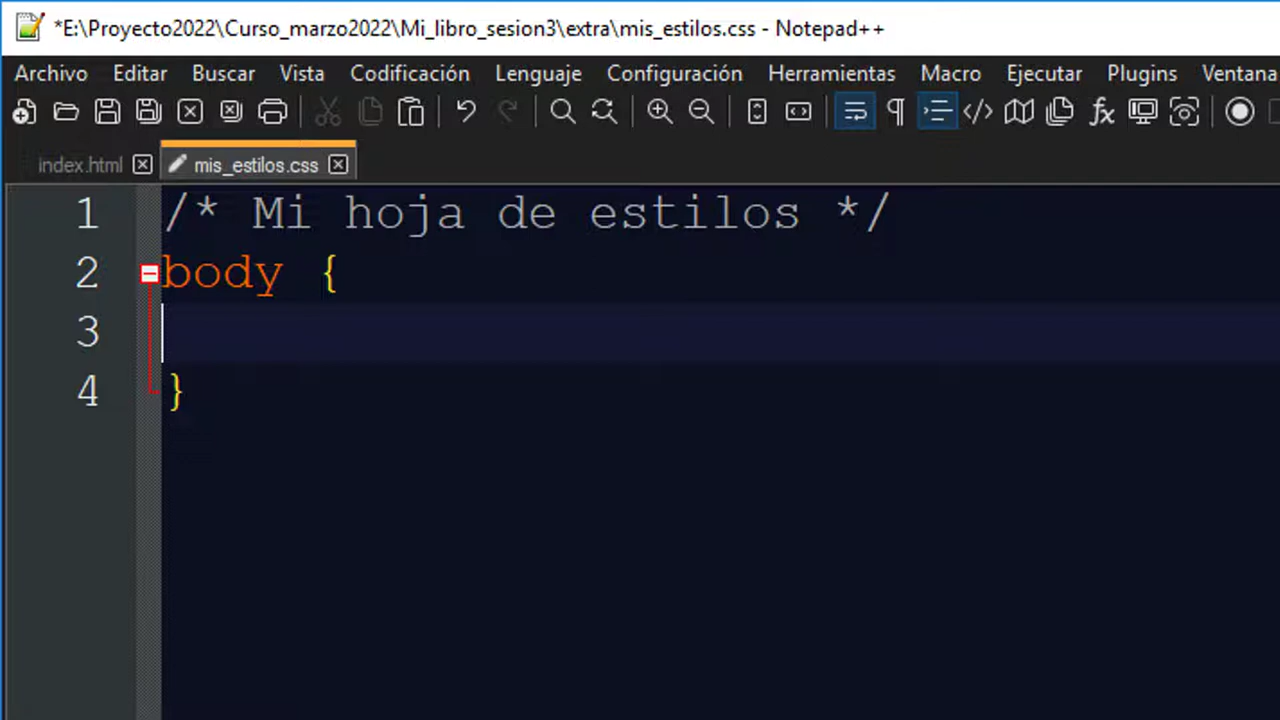 *E:\Proyecto2022\Curso_marzo2022\Mi_libro_sesion3\extra\mis_estilos.css - Notepad++
Archivo Editar Buscar Vista Codificación Lenguaje Configuración Herramientas Macro Ejecutar Plugins Ventana
index.html mis_estilos.css
1 /* Mi hoja de estilos */
2 body {
3
4 }